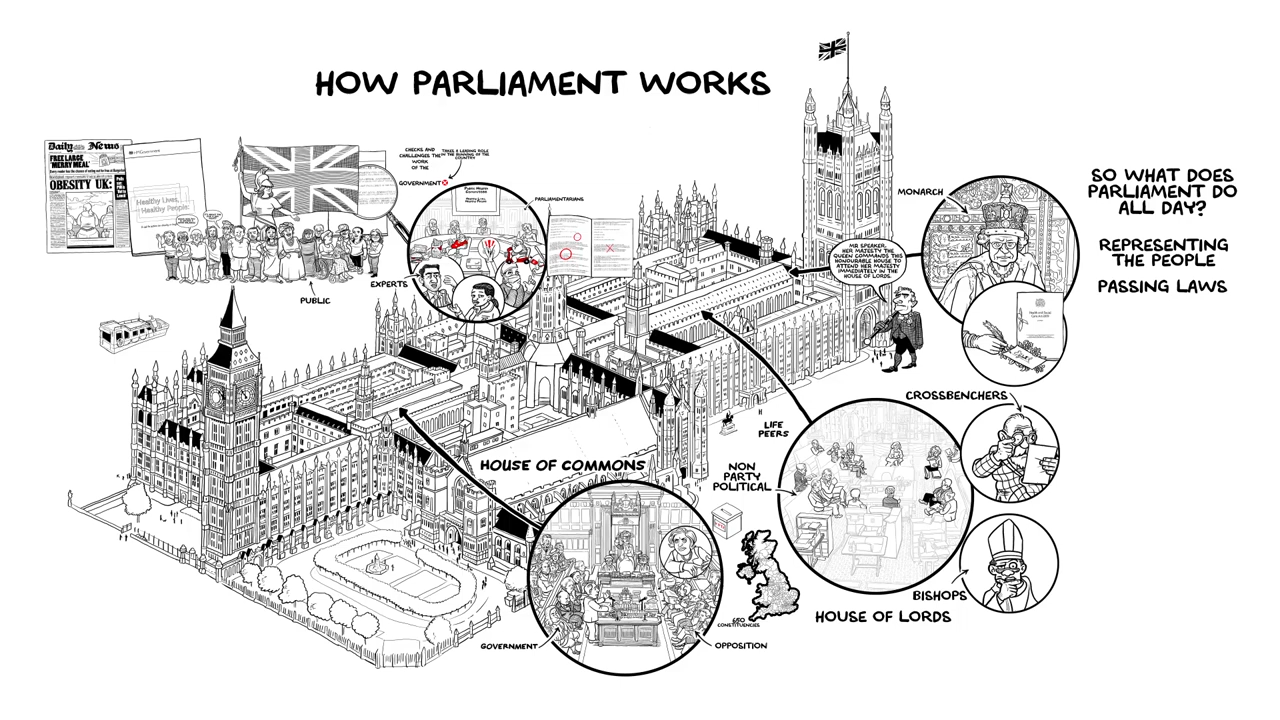 HOW PARLIAMENT WORKS
Daily News
FREE LARGE
'MERRY MEAL'
OBESITY UK:
HM Government
Healthy Lives,
Healthy People:
CHECKS AND
CHALLENGES THE
WORK
OF THE
GOVERNMENT
TAKES A LEADING ROLE
IN THE RUNNING OF THE
COUNTRY
PARLIAMENTARIANS
EXPERTS
PUBLIC
MONARCH
MR SPEAKER,
HER MAJESTY THE
QUEEN COMMANDS THIS
HONOURABLE HOUSE TO
ATTEND HER MAJESTY
IMMEDIATELY IN THE
HOUSE OF LORDS.
SO WHAT DOES
PARLIAMENT DO
ALL DAY?
REPRESENTING
THE PEOPLE
PASSING LAWS
CROSSBENCHERS
LIFE
PEERS
NON
PARTY
POLITICAL
BISHOPS
HOUSE OF LORDS
HOUSE OF COMMONS
650
CONSTITUENCIES
GOVERNMENT
OPPOSITION